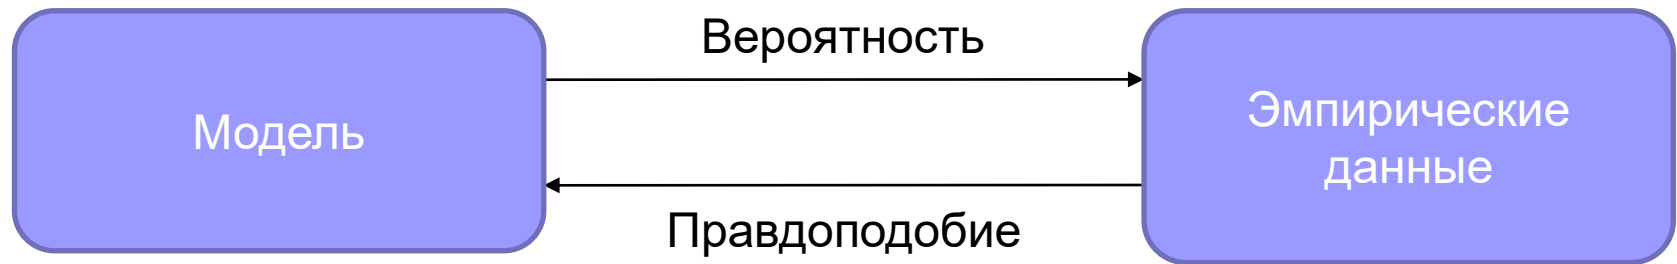 Вероятность
Модель
Эмпирические
данные
Правдоподобие